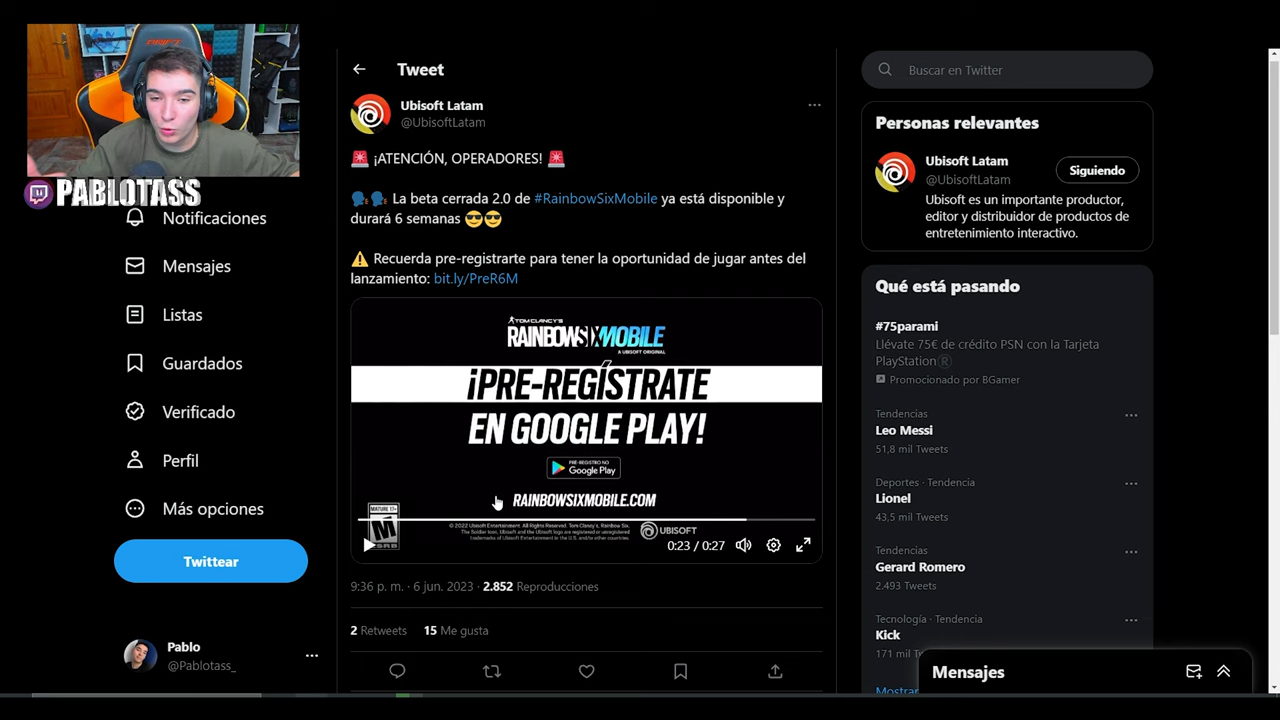 PABLOTASS
Notificaciones
Mensajes
Listas
Guardados
Verificado
Perfil
Más opciones
Twittear
Pablo
@Pablotass_
Tweet
Ubisoft Latam
@UbisoftLatam
🚨 ¡ATENCIÓN, OPERADORES! 🚨
🗣️🗣️ La beta cerrada 2.0 de #RainbowSixMobile ya está disponible y
durará 6 semanas 😎😎
⚠️ Recuerda pre-registrarte para tener la oportunidad de jugar antes del
lanzamiento: bit.ly/PreR6M
TOM CLANCY'S
RAINBOWSIXMOBILE
A UBISOFT ORIGINAL
¡PRE-REGÍSTRATE
EN GOOGLE PLAY!
PRE-REGISTRO NO
Google Play
RAINBOWSIXMOBILE.COM
MATURE 17+
M
© 2022 Ubisoft Entertainment. All Rights Reserved. Tom Clancy's, Rainbow Six,
The Soldier Icon, Ubisoft and the Ubisoft logo are registered or unregistered
trademarks of Ubisoft Entertainment in the U.S. and/or other countries.
UBISOFT
0:23 / 0:27
9:36 p. m. · 6 jun. 2023 · 2.852 Reproducciones
2 Retweets 15 Me gusta
Buscar en Twitter
Personas relevantes
Ubisoft Latam
@UbisoftLatam
Siguiendo
Ubisoft es un importante productor,
editor y distribuidor de productos de
entretenimiento interactivo.
Qué está pasando
#75parami
Llévate 75€ de crédito PSN con la Tarjeta
PlayStation®
Promocionado por BGamer
Tendencias
Leo Messi
51,8 mil Tweets
Deportes · Tendencia
Lionel
43,5 mil Tweets
Tendencias
Gerard Romero
2.493 Tweets
Tecnología · Tendencia
Kick
171 mil
Mostrar
Mensajes